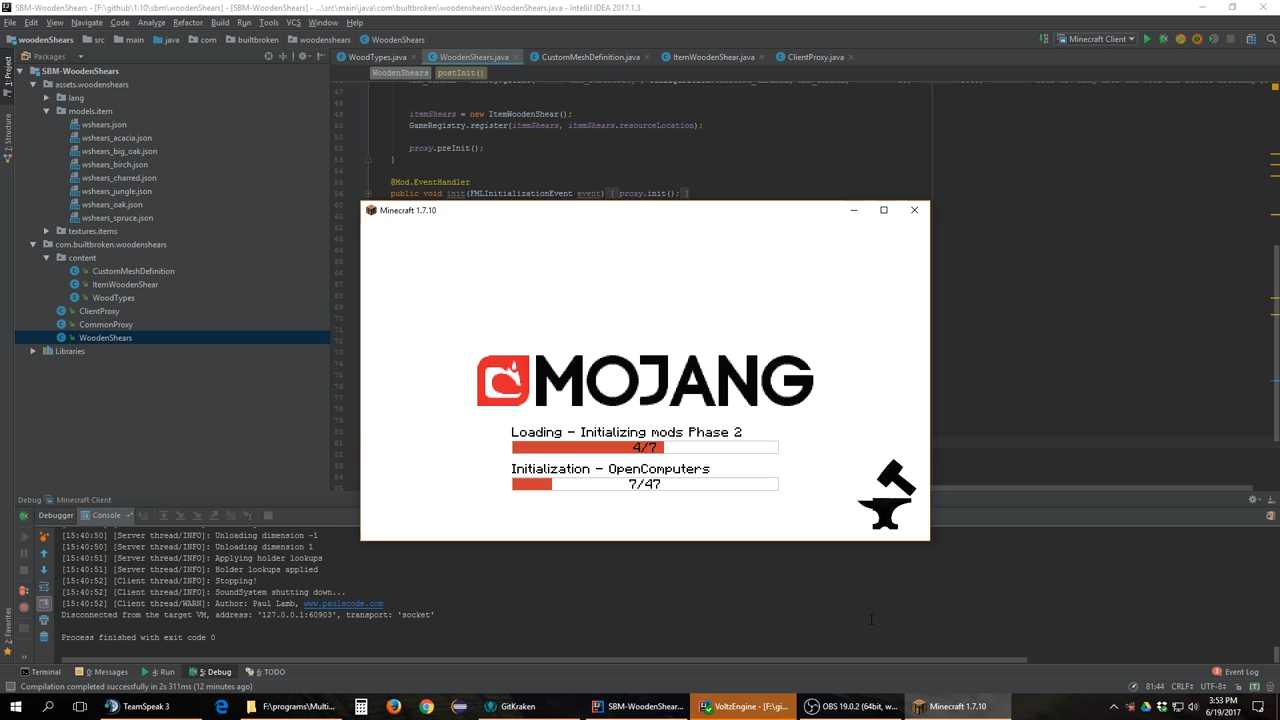 SBM-WoodenShears - [F:\github\1.10\sbm\woodenShears] - ...\src\main\java\com\builtbroken\woodenshears\WoodenShears.java - IntelliJ IDEA 2017.1.3
File Edit View Navigate Code Analyze Refactor Build Run Tools VCS Window Help
woodenShears src main java com builtbroken woodenshears WoodenShears Minecraft Client
Packages WoodTypes.java WoodenShears.java CustomMeshDefinition.java ItemWoodenShear.java ClientProxy.java
1: Project
7: Structure
2: Favorites
SBM-WoodenShears
assets.woodenshears
lang
models.item
wshears.json
wshears_acacia.json
wshears_big_oak.json
wshears_birch.json
wshears_charred.json
wshears_jungle.json
wshears_oak.json
wshears_spruce.json
textures.items
com.builtbroken.woodenshears
content
CustomMeshDefinition
ItemWoodenShear
WoodTypes
ClientProxy
CommonProxy
WoodenShears
Libraries
WoodenShears postInit()
itemShears = new ItemWoodenShear();
GameRegistry.register(itemShears, itemShears.resourceLocation);
proxy.preInit();
}
@Mod.EventHandler
public void init(FMLInitializationEvent event) { proxy.init(); }
Minecraft 1.7.10
MOJANG
Loading - Initializing mods Phase 2
4/7
Initialization - OpenComputers
7/47
Debug Minecraft Client
Debugger Console
[15:40:50] [Server thread/INFO]: Unloading dimension -1
[15:40:50] [Server thread/INFO]: Unloading dimension 1
[15:40:51] [Server thread/INFO]: Applying holder lookups
[15:40:51] [Server thread/INFO]: Holder lookups applied
[15:40:52] [Client thread/INFO]: Stopping!
[15:40:52] [Client thread/INFO]: SoundSystem shutting down...
[15:40:52] [Client thread/WARN]: Author: Paul Lamb, www.paulscode.com
Disconnected from the target VM, address: '127.0.0.1:60903', transport: 'socket'
Process finished with exit code 0
Terminal 0: Messages 4: Run 5: Debug 6: TODO Event Log
Compilation completed successfully in 2s 311ms (12 minutes ago) 81:44 CRLF÷ UTF-8÷
TeamSpeak 3 F:\programs\Multi... GitKraken SBM-WoodenShear... VoltzEngine - [F:\gi... OBS 19.0.2 (64bit, w... Minecraft 1.7.10
3:53 PM
6/19/2017